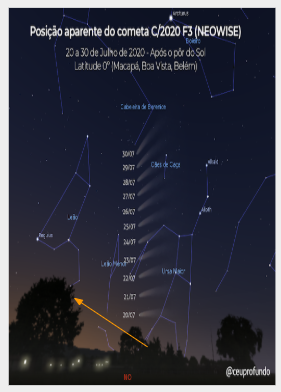 Arcturus
Posição aparente do cometa C/2020 F3 (NEOWISE)
Boieiro
20 a 30 de Julho de 2020 - Após o pôr do Sol
Latitude 0° (Macapá, Boa Vista, Belém)
Cabeleira de Berenice
30/07
29/07
Cães de Caça
Alkaid
28/07
27/07
26/07
Alioth
Leão
25/07
Regulus
24/07
23/07
Leão Menor
Ursa Maior
22/07
21/07
20/07
@ceuprofundo
NO